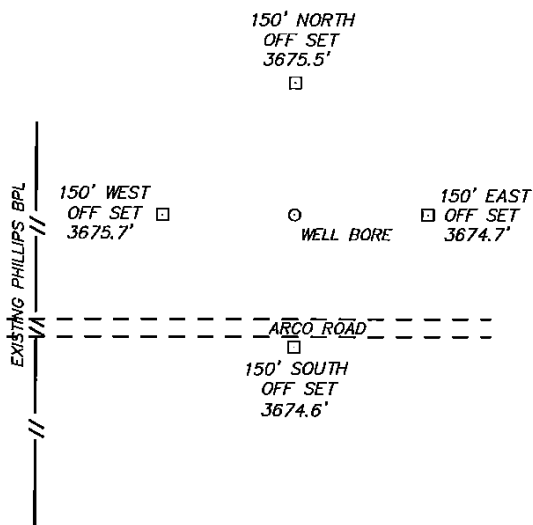 150' NORTH
OFF SET
3675.5'
150' WEST
OFF SET
3675.7'
150' EAST
OFF SET
3674.7'
WELL BORE
EXISTING PHILLIPS BPL
ARCO ROAD
150' SOUTH
OFF SET
3674.6'